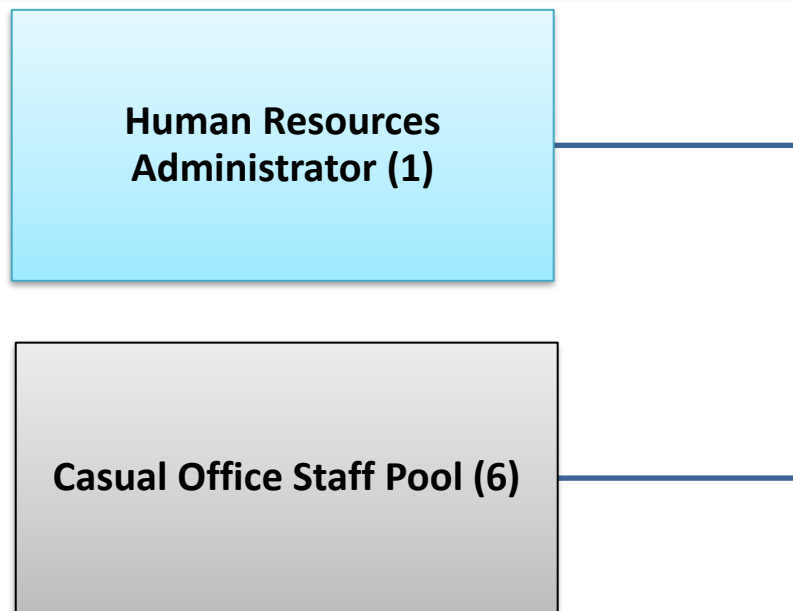 Human Resources
Administrator (1)
Casual Office Staff Pool (6)